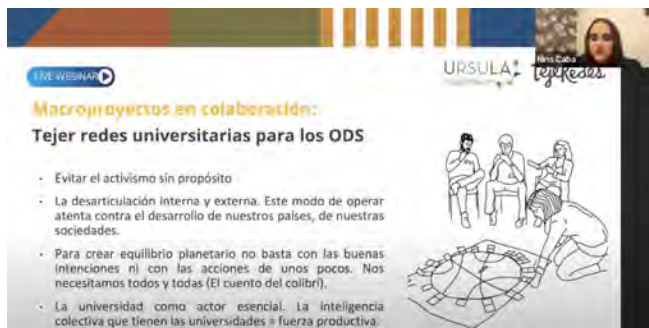 LIVE WEBINAR
URSULA
TejeRedes
Nins Caba
Macroproyectos en colaboración:
Tejer redes universitarias para los ODS
- Evitar el activismo sin propósito
- La desarticulación interna y externa. Este modo de operar
atenta contra el desarrollo de nuestros países, de nuestras
sociedades.
- Para crear equilibrio planetario no basta con las buenas
intenciones ni con las acciones de unos pocos. Nos
necesitamos todos y todas (El cuento del colibrí).
- La universidad como actor esencial. La inteligencia
colectiva que tienen las universidades = fuerza productiva.